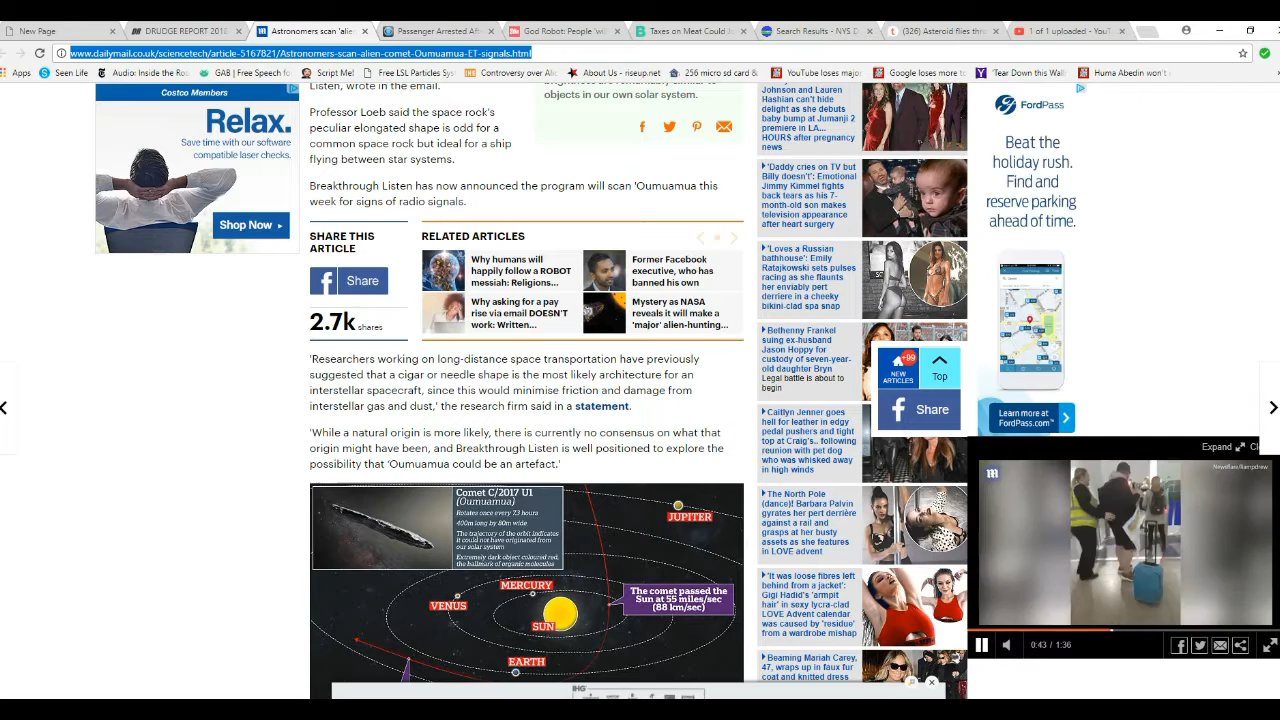 New Page
DRUDGE REPORT 2018
Astronomers scan 'alie
Passenger Arrested Aft
God Robot: People 'will
Taxes on Meat Could Ju
Search Results - NYS D
(326) Asteroid flies thro
1 of 1 uploaded - YouT
www.dailymail.co.uk/sciencetech/article-5167821/Astronomers-scan-alien-comet-Oumuamua-ET-signals.html
Apps
Seen Life
Audio: Inside the Rou
GAB | Free Speech fo
Script Me!
Free LSL Particles Sys
Controversy over Ali
About Us - riseup.net
256 micro sd card &
YouTube loses major
Google loses more t
'Tear Down this Wall
Huma Abedin won't
Costco Members
Relax.
Save time with our software
compatible laser checks.
Shop Now
Listen, wrote in the email.
Professor Loeb said the space rock's
peculiar elongated shape is odd for a
common space rock but ideal for a ship
flying between star systems.
objects in our own solar system.
Breakthrough Listen has now announced the program will scan 'Oumuamua this
week for signs of radio signals.
SHARE THIS
ARTICLE
Share
2.7k shares
RELATED ARTICLES
Why humans will
happily follow a ROBOT
messiah: Religions...
Former Facebook
executive, who has
banned his own
Why asking for a pay
rise via email DOESN'T
work: Written...
Mystery as NASA
reveals it will make a
'major' alien-hunting...
'Researchers working on long-distance space transportation have previously
suggested that a cigar or needle shape is the most likely architecture for an
interstellar spacecraft, since this would minimise friction and damage from
interstellar gas and dust,' the research firm said in a statement.
'While a natural origin is more likely, there is currently no consensus on what that
origin might have been, and Breakthrough Listen is well positioned to explore the
possibility that 'Oumuamua could be an artefact.'
Comet C/2017 U1
(Oumuamua)
Rotates once every 7.3 hours
400m long by 80m wide
The trajectory of the orbit indicates
it could not have originated from
our solar system
Extremely dark object coloured red,
the hallmark of organic molecules
JUPITER
MERCURY
VENUS
SUN
EARTH
The comet passed the
Sun at 55 miles/sec
(88 km/sec)
Johnson and Lauren
Hashian can't hide
delight as she debuts
baby bump at Jumanji 2
premiere in LA...
HOURS after pregnancy
news
'Daddy cries on TV but
Billy doesn't': Emotional
Jimmy Kimmel fights
back tears as his 7-
month-old son makes
television appearance
after heart surgery
'Loves a Russian
bathhouse': Emily
Ratajkowski sets pulses
racing as she flaunts
her enviably pert
derriere in a cheeky
bikini-clad spa snap
Bethenny Frankel
suing ex-husband
Jason Hoppy for
custody of seven-year-
old daughter Bryn
Legal battle is about to
begin
Caitlyn Jenner goes
hell for leather in edgy
pedal pushers and tight
top at Craig's.. following
reunion with pet dog
who was whisked away
in high winds
The North Pole
(dance)! Barbara Palvin
gyrates her pert derrière
against a rail and
grasps at her busty
assets as she features
in LOVE advent
'It was loose fibres left
behind from a jacket':
Gigi Hadid's 'armpit
hair' in sexy lycra-clad
LOVE Advent calendar
was caused by 'residue'
from a wardrobe mishap
Beaming Mariah Carey,
47, wraps up in faux fur
coat and knitted dress
+99
NEW
ARTICLES
Top
Share
FordPass
Beat the
holiday rush.
Find and
reserve parking
ahead of time.
Learn more at
FordPass.com
Expand
Newsflare/kampdrew
0:43 / 1:36
IHG